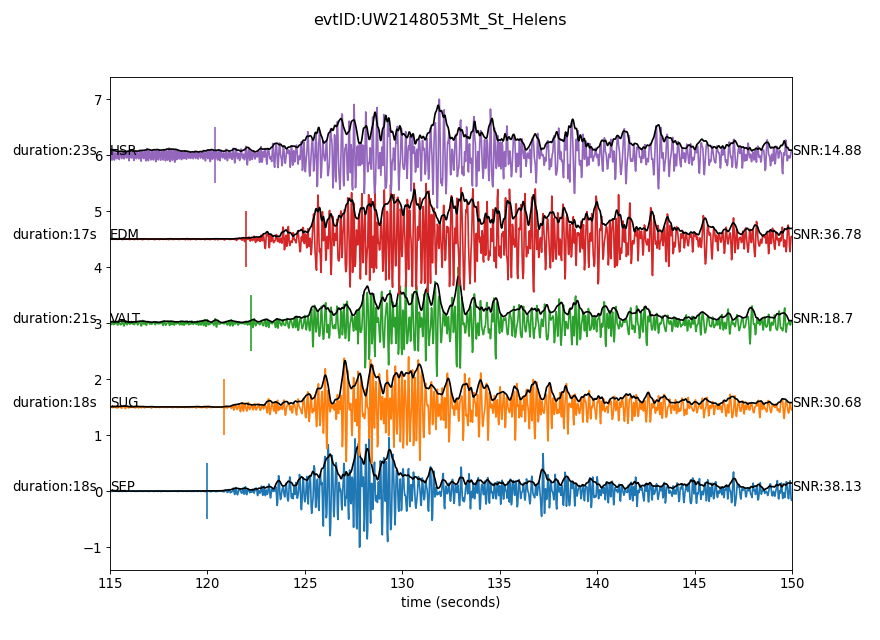 evtID:UW2148053Mt_St_Helens
7
duration:23s HSR SNR:14.88
6
5
duration:17s EDM SNR:36.78
4
duration:21s VALT SNR:18.7
3
2
duration:18s SUG SNR:30.68
1
duration:18s SEP SNR:38.13
0
−1
115 120 125 130 135 140 145 150
time (seconds)